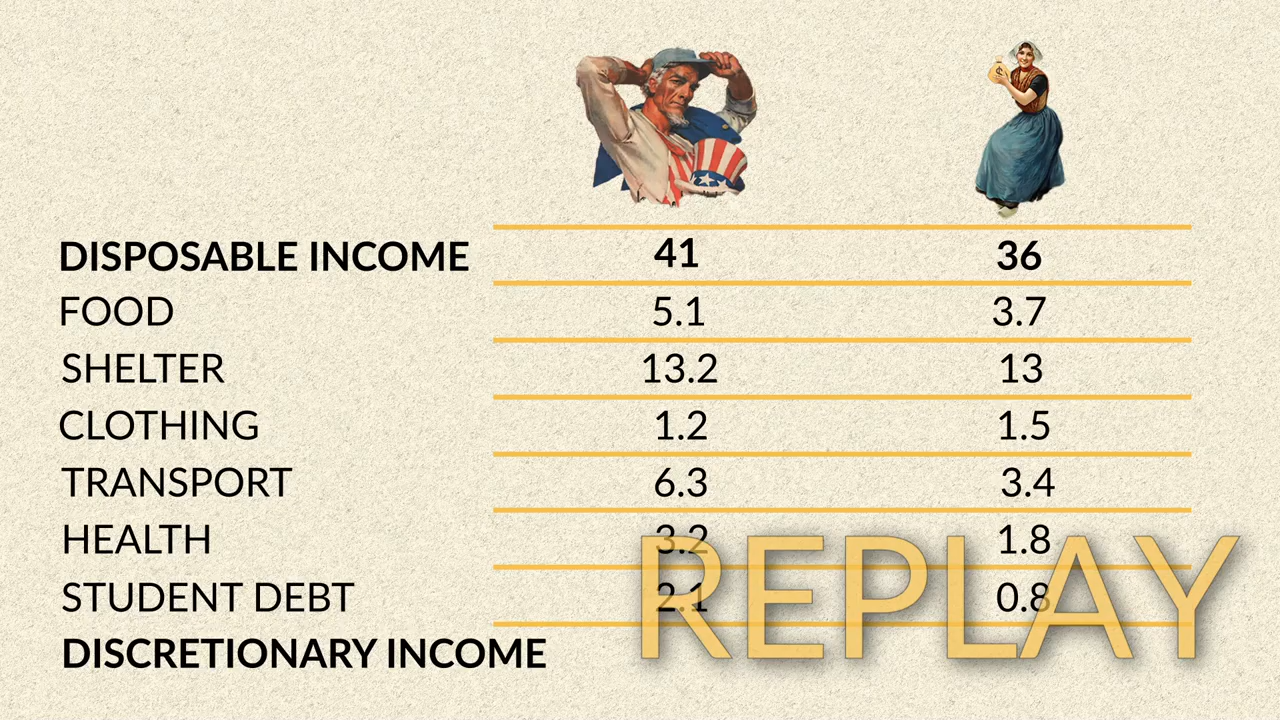 DISPOSABLE INCOME 41 36
FOOD 5.1 3.7
SHELTER 13.2 13
CLOTHING 1.2 1.5
TRANSPORT 6.3 3.4
HEALTH 3.2 1.8
STUDENT DEBT 2.1 0.8
DISCRETIONARY INCOME
REPLAY